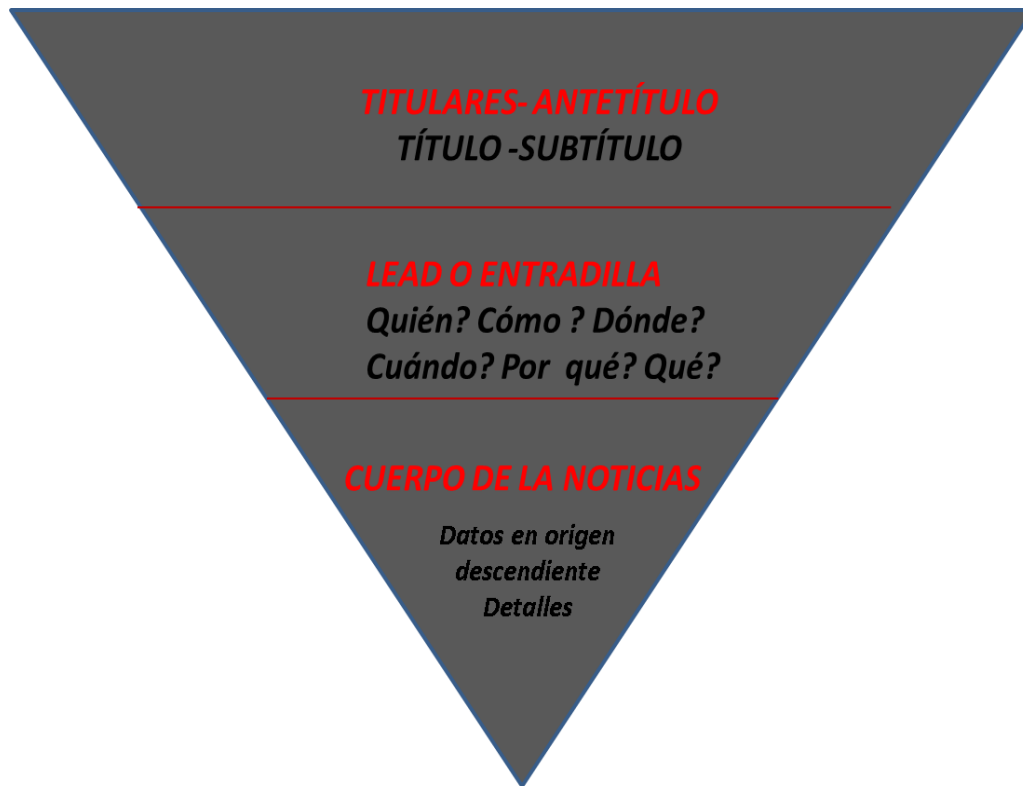 TITULARES- ANTETÍTULO
TÍTULO -SUBTÍTULO
LEAD O ENTRADILLA
Quién? Cómo ? Dónde?
Cuándo? Por qué? Qué?
CUERPO DE LA NOTICIAS
Datos en origen
descendiente
Detalles